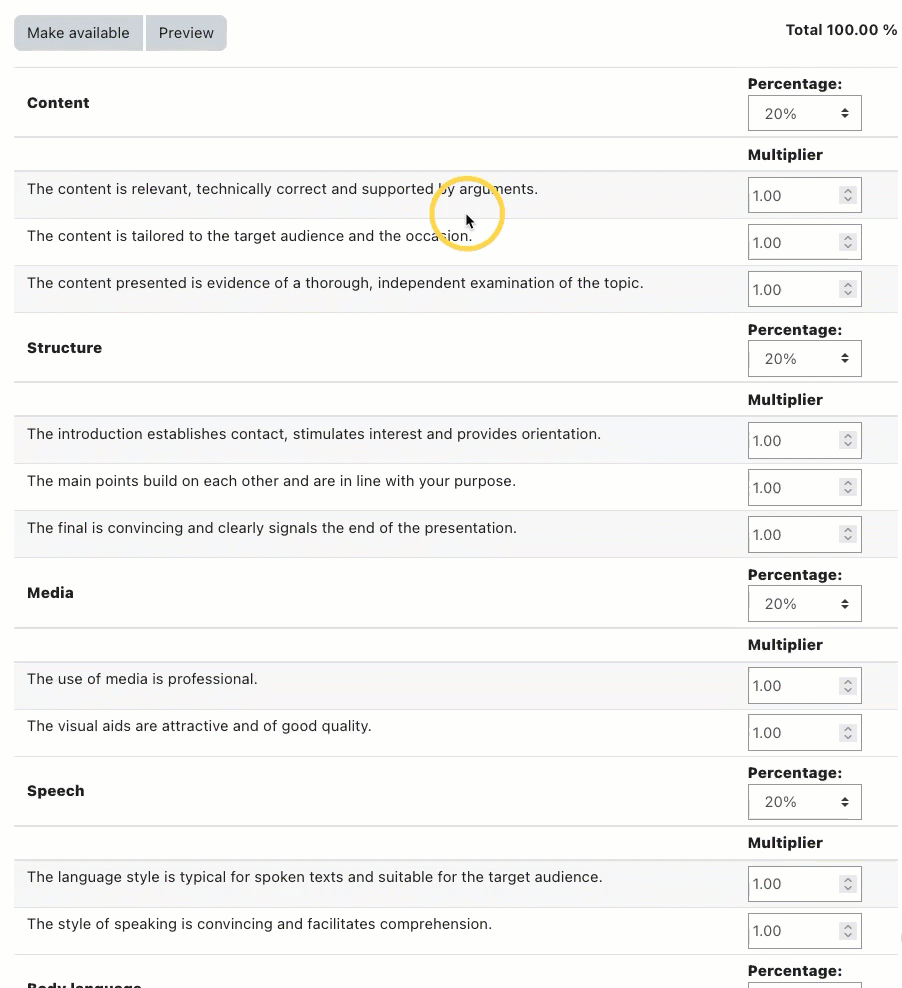 Make available
Preview
Total 100.00 %
Content
Percentage:
20%
Multiplier
The content is relevant, technically correct and supported by arguments.
1.00
The content is tailored to the target audience and the occasion.
1.00
The content presented is evidence of a thorough, independent examination of the topic.
1.00
Structure
Percentage:
20%
Multiplier
The introduction establishes contact, stimulates interest and provides orientation.
1.00
The main points build on each other and are in line with your purpose.
1.00
The final is convincing and clearly signals the end of the presentation.
1.00
Media
Percentage:
20%
Multiplier
The use of media is professional.
1.00
The visual aids are attractive and of good quality.
1.00
Speech
Percentage:
20%
Multiplier
The language style is typical for spoken texts and suitable for the target audience.
1.00
The style of speaking is convincing and facilitates comprehension.
1.00
Body language
Percentage: